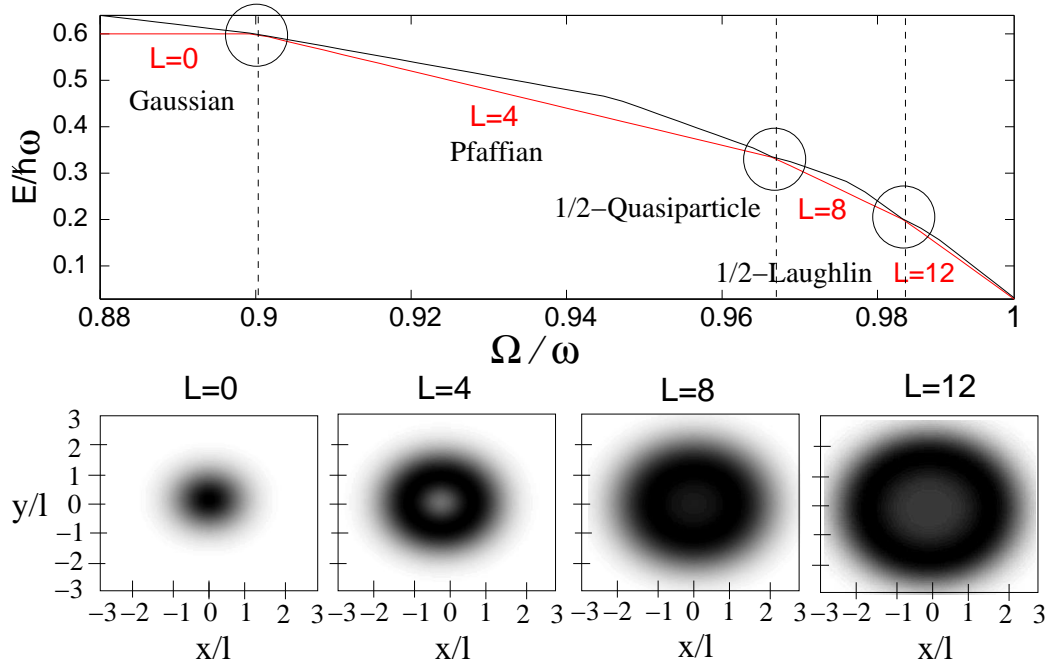 0.6
0.5
0.4
0.3
0.2
0.1
E/ħω
L=0
Gaussian
L=4
Pfaffian
1/2−Quasiparticle
L=8
1/2−Laughlin
L=12
0.88 0.9 0.92 0.94 0.96 0.98 1
Ω/ω
L=0 L=4 L=8 L=12
3
2
1
y/l 0
−1
−2
−3
−3−2 −1 0 1 2 3 −3 −2 −1 0 1 2 3 −3 −2 −1 0 1 2 3 −3 −2 −1 0 1 2 3
x/l x/l x/l x/l